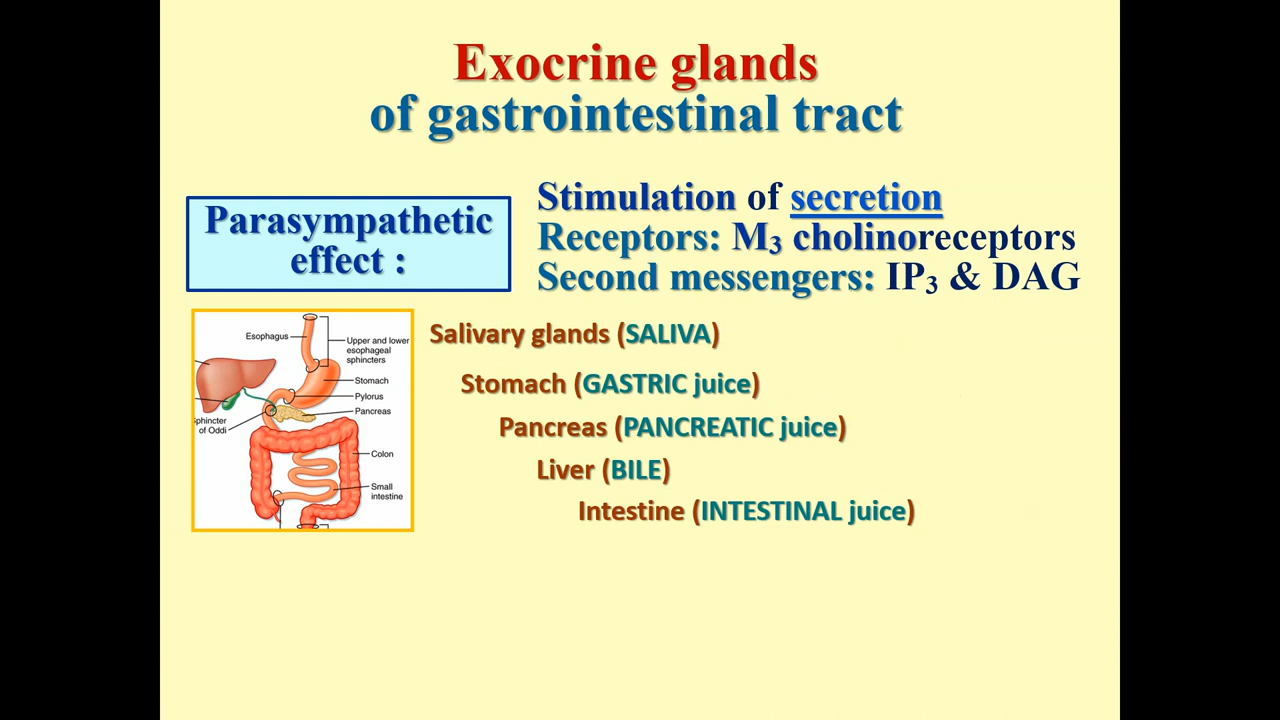 Exocrine glands
of gastrointestinal tract
Parasympathetic
effect :
Stimulation of secretion
Receptors: M₃ cholinoreceptors
Second messengers: IP₃ & DAG
Esophagus
Upper and lower
esophageal
sphincters
Stomach
Pylorus
Pancreas
Sphincter
of Oddi
Colon
Small
intestine
Salivary glands (SALIVA)
Stomach (GASTRIC juice)
Pancreas (PANCREATIC juice)
Liver (BILE)
Intestine (INTESTINAL juice)